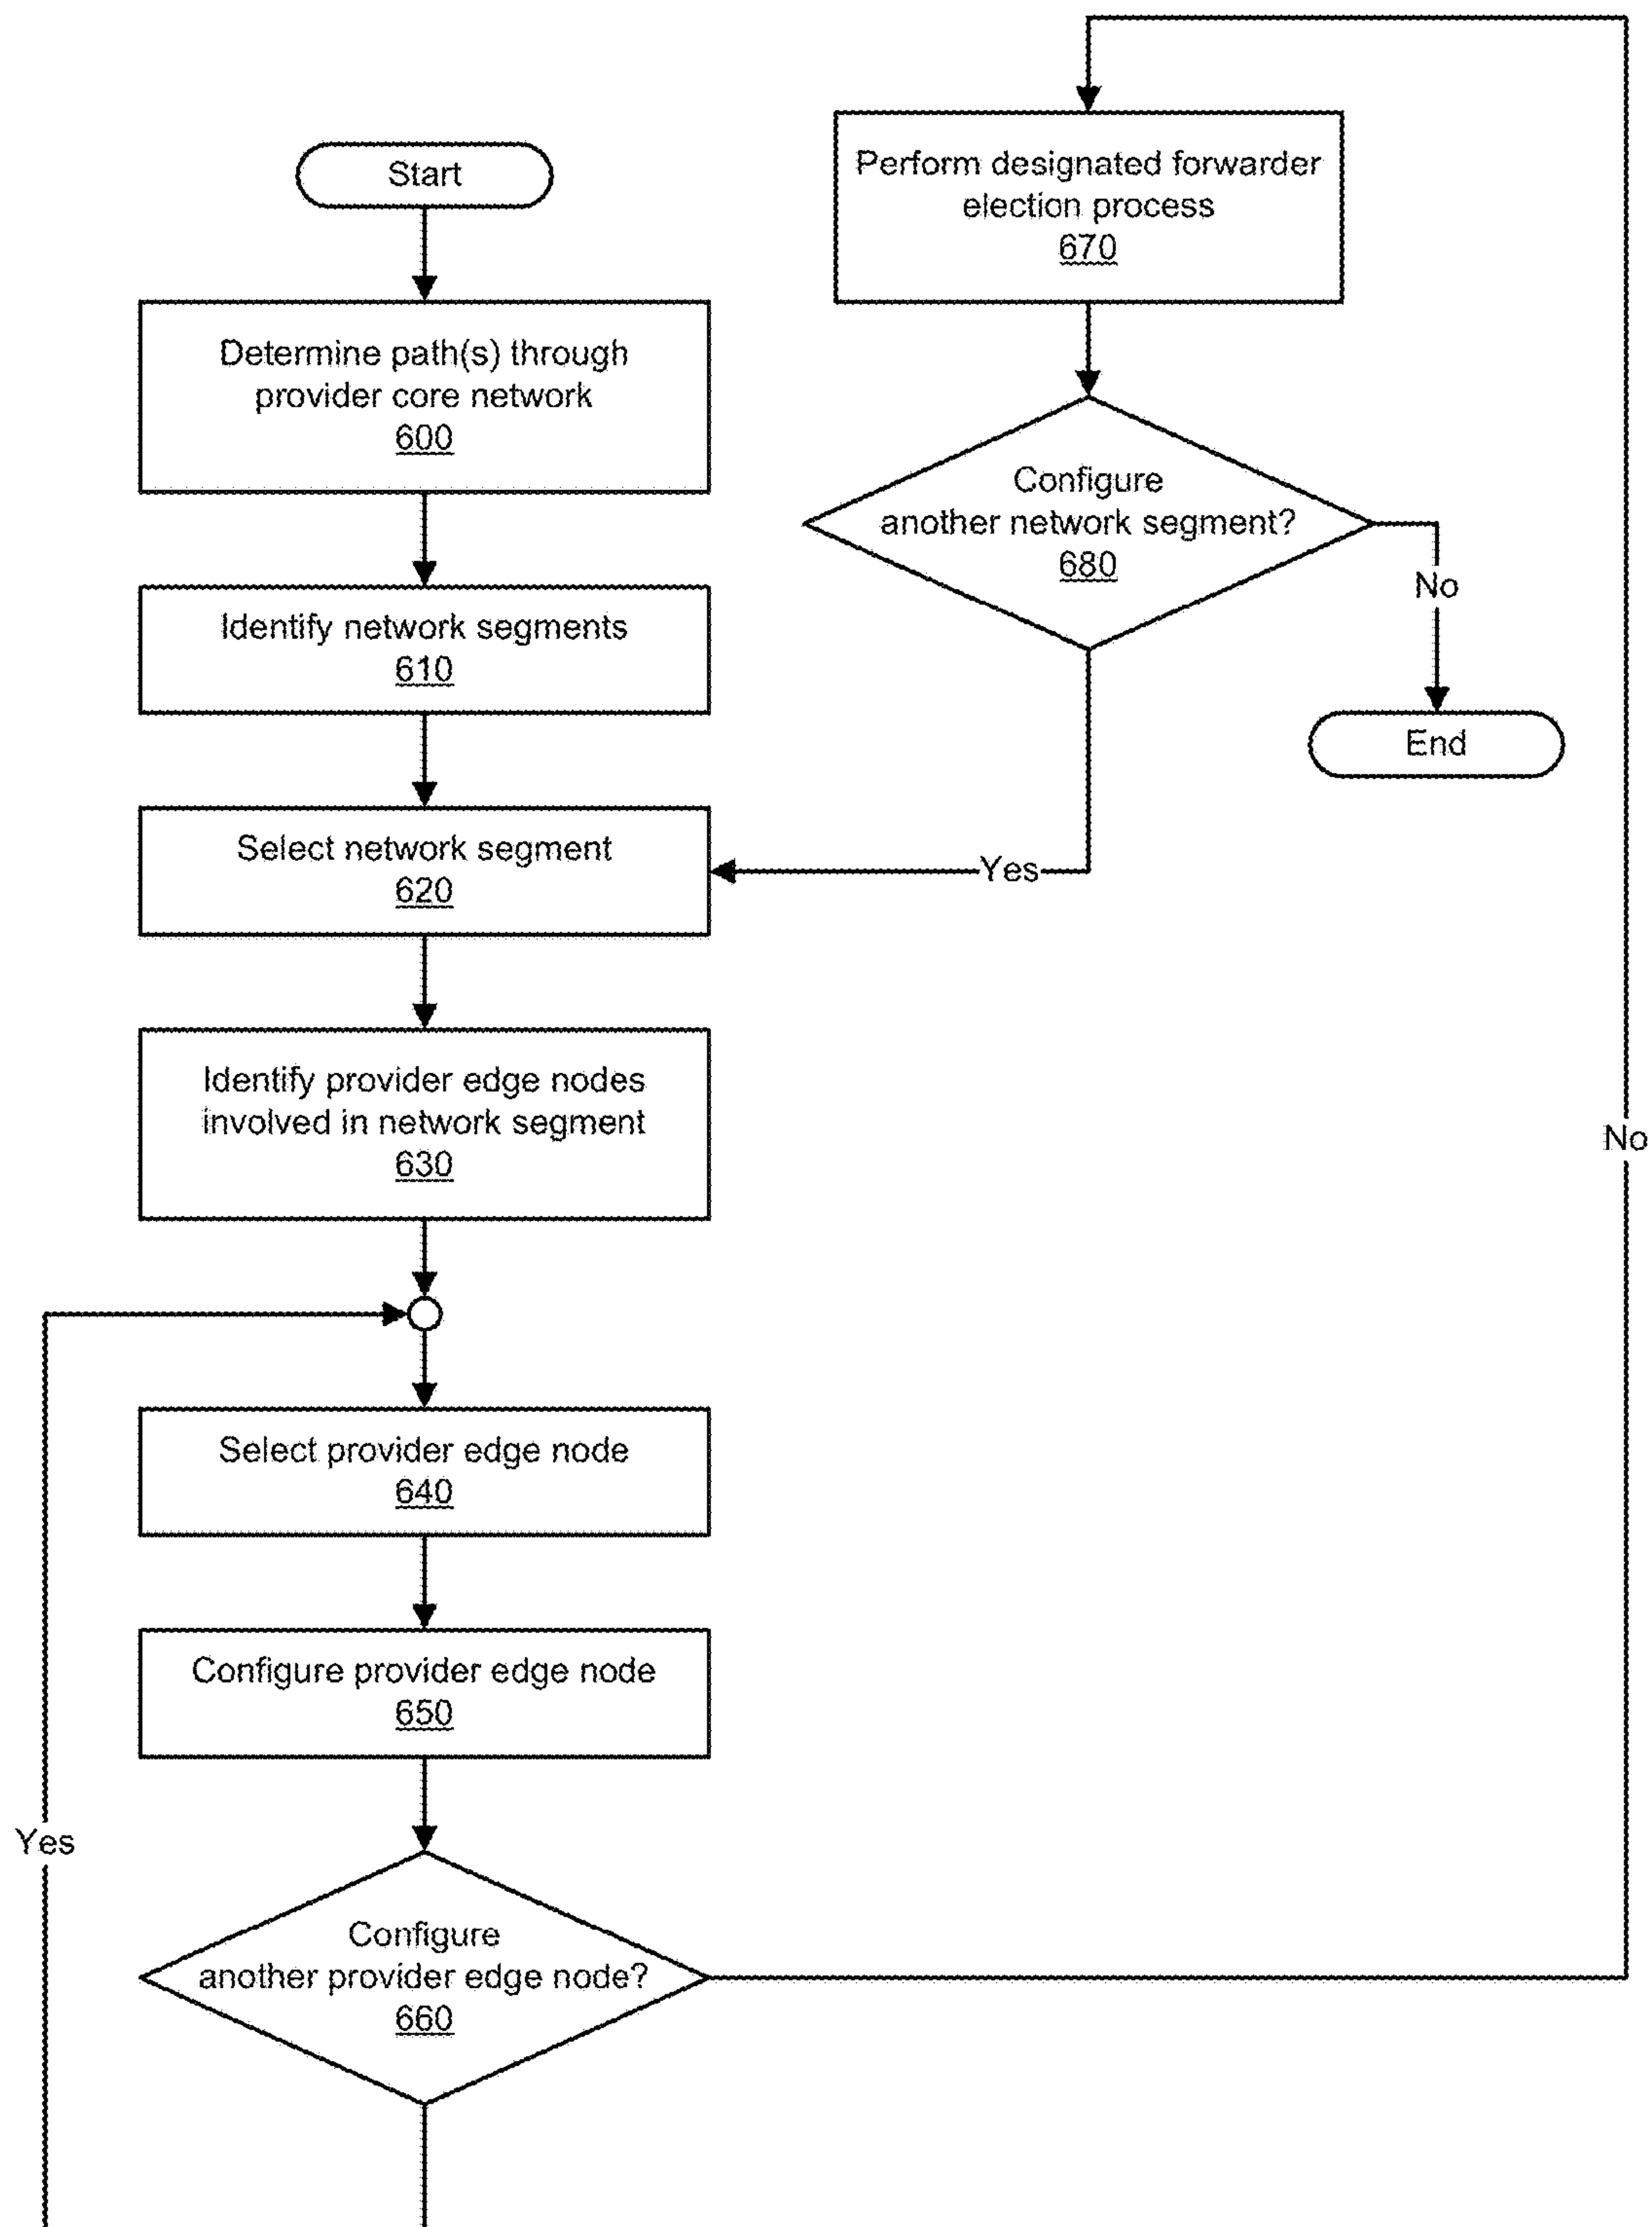 Start
Determine path(s) through
provider core network
600
Identify network segments
610
Select network segment
620
Identify provider edge nodes
involved in network segment
630
Select provider edge node
640
Configure provider edge node
650
Yes
Configure
another provider edge node?
660
No
Perform designated forwarder
election process
670
Configure
another network segment?
680
No
End
Yes